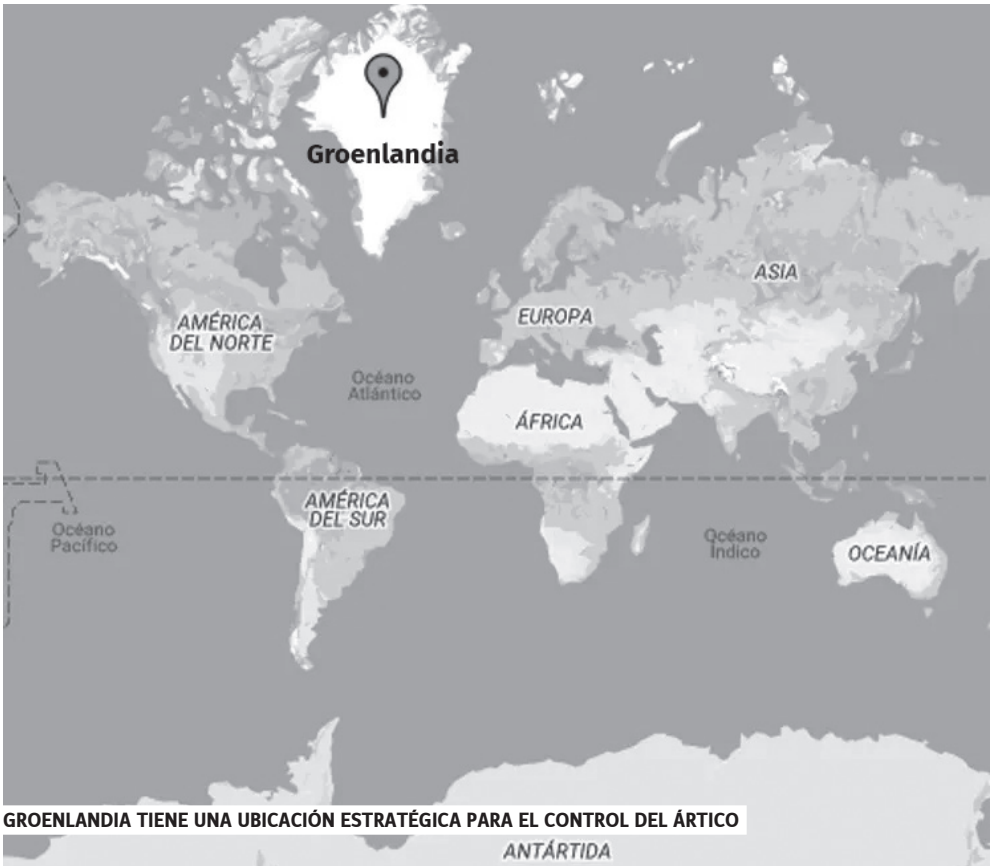 Groenlandia
ASIA
EUROPA
AMÉRICA
DEL NORTE
Océano
Atlántico
ÁFRICA
AMÉRICA
DEL SUR
Océano
Pacífico
Océano
Índico
OCEANÍA
GROENLANDIA TIENE UNA UBICACIÓN ESTRATÉGICA PARA EL CONTROL DEL ÁRTICO
ANTÁRTIDA